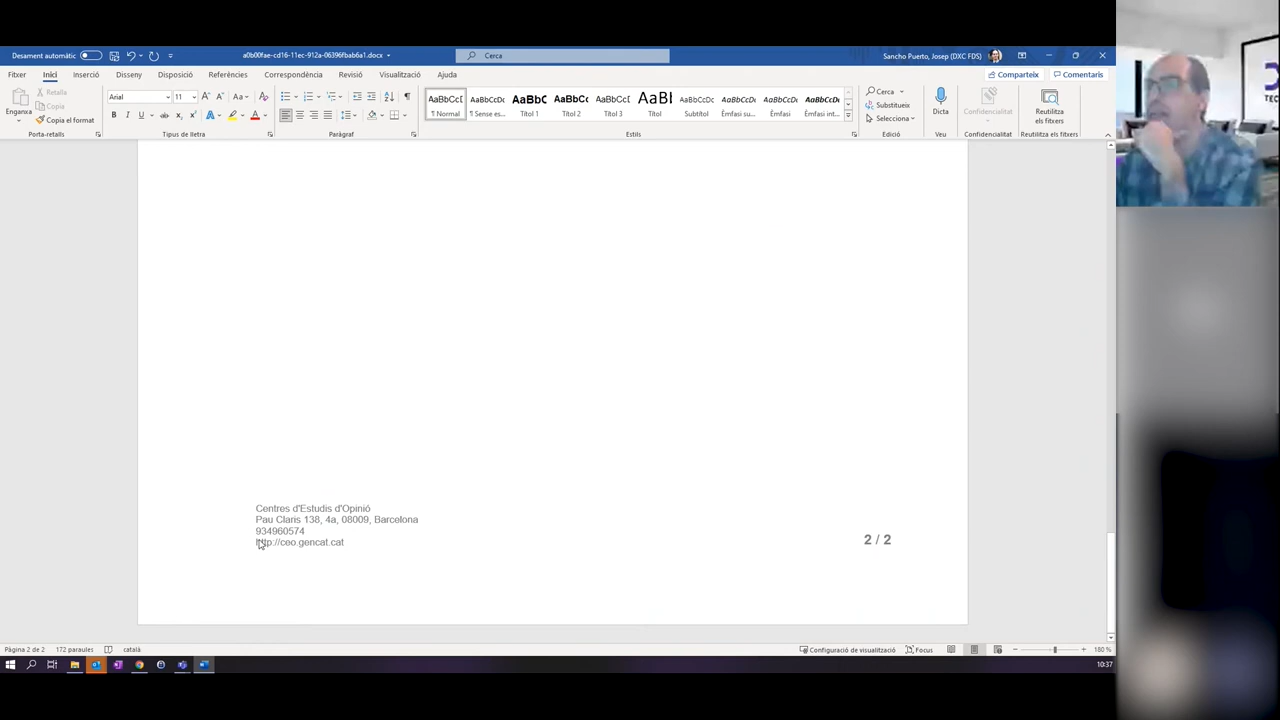 Desament automàtic
a0b00fae-cd16-11ec-912a-06396fbab6a1.docx
Cerca
Sancho Puerto, Josep (DXC FDS)
Fitxer Inici Inserció Disseny Disposició Referències Correspondència Revisió Visualització Ajuda
Comparteix Comentaris
Enganxa
Retalla
Copia
Copia el format
Porta-retalls
Arial 11
Tipus de lletra
Paràgraf
AaBbCcDc AaBbCcDc AaBbC AaBbCc AaBbCcD AaBl AaBbCcD AaBbCcDc AaBbCcDc AaBbCcDc
¶ Normal ¶ Sense es... Títol 1 Títol 2 Títol 3 Títol Subtítol Èmfasi su... Èmfasi Èmfasi int...
Estils
Cerca
Substitueix
Selecciona
Edició
Dicta
Veu
Confidencialitat
Confidencialitat
Reutilitza els fitxers
Reutilitza els fitxers
TEC
Centres d'Estudis d'Opinió
Pau Claris 138, 4a, 08009, Barcelona
934960574
http://ceo.gencat.cat
2 / 2
Pàgina 2 de 2 172 paraules català
Configuració de visualització Focus 180 %
10:37